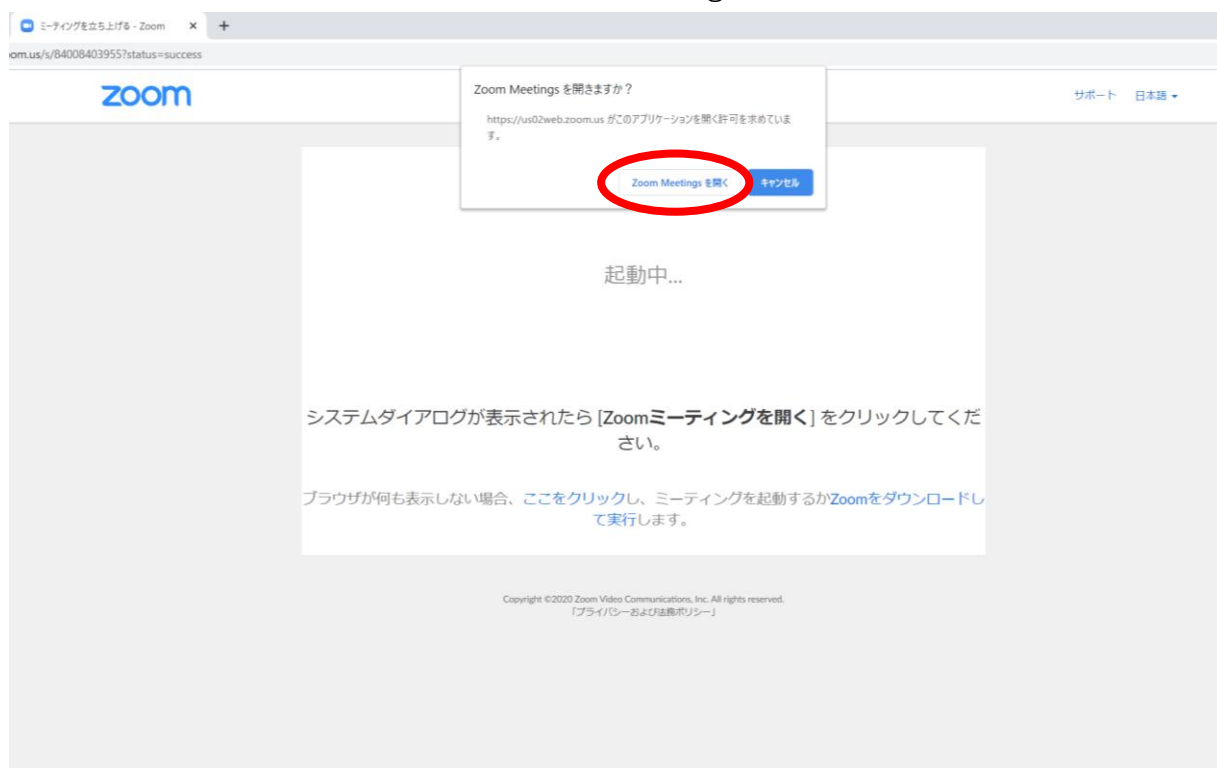 ミーティングを立ち上げる - Zoom × +
oom.us/s/84008403955?status=success
zoom
サポート 日本語
Zoom Meetings を開きますか？
https://us02web.zoom.us がこのアプリケーションを開く許可を求めていま
す。
Zoom Meetings を開く キャンセル
起動中...
システムダイアログが表示されたら [Zoomミーティングを開く] をクリックしてくだ
さい。
ブラウザが何も表示しない場合、ここをクリックし、ミーティングを起動するかZoomをダウンロードし
て実行します。
Copyright ©2020 Zoom Video Communications, Inc. All rights reserved.
「プライバシーおよび法務ポリシー」